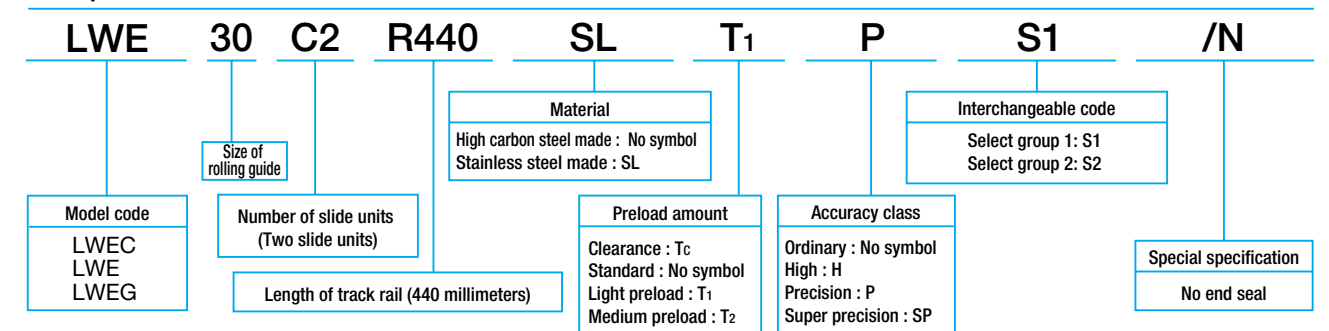 LWE 30 C2 R440 SL T1 P S1 /N
Material
High carbon steel made : No symbol
Stainless steel made : SL
Interchangeable code
Select group 1: S1
Select group 2: S2
Size of
rolling guide
Model code
LWEC
LWE
LWEG
Number of slide units
(Two slide units)
Length of track rail (440 millimeters)
Preload amount
Clearance : Tc
Standard : No symbol
Light preload : T1
Medium preload : T2
Accuracy class
Ordinary : No symbol
High : H
Precision : P
Super precision : SP
Special specification
No end seal